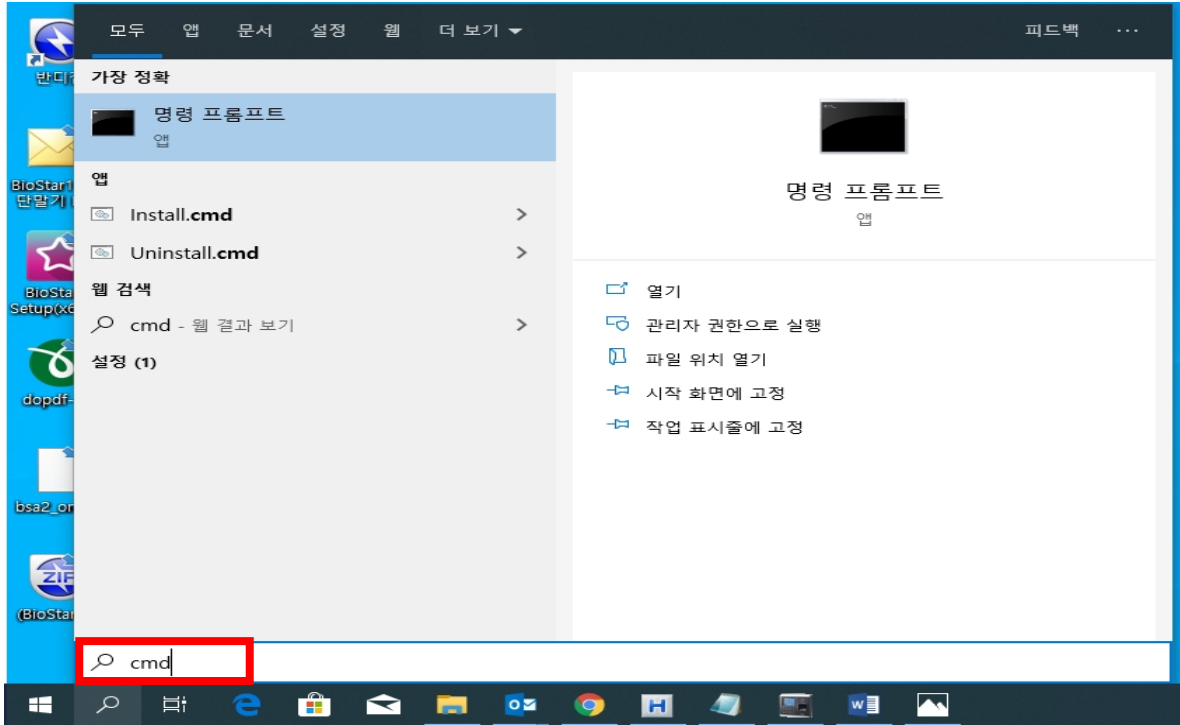 모두 앱 문서 설정 웹 더 보기 피드백 ...
가장 정확
명령 프롬프트
앱
앱
Install.cmd
Uninstall.cmd
웹 검색
cmd - 웹 결과 보기
설정 (1)
명령 프롬프트
앱
열기
관리자 권한으로 실행
파일 위치 열기
시작 화면에 고정
작업 표시줄에 고정
BioStar1
단말기
BioSta
Setup(x6
dopdf-
bsa2_or
ZIP
(BioStar
cmd